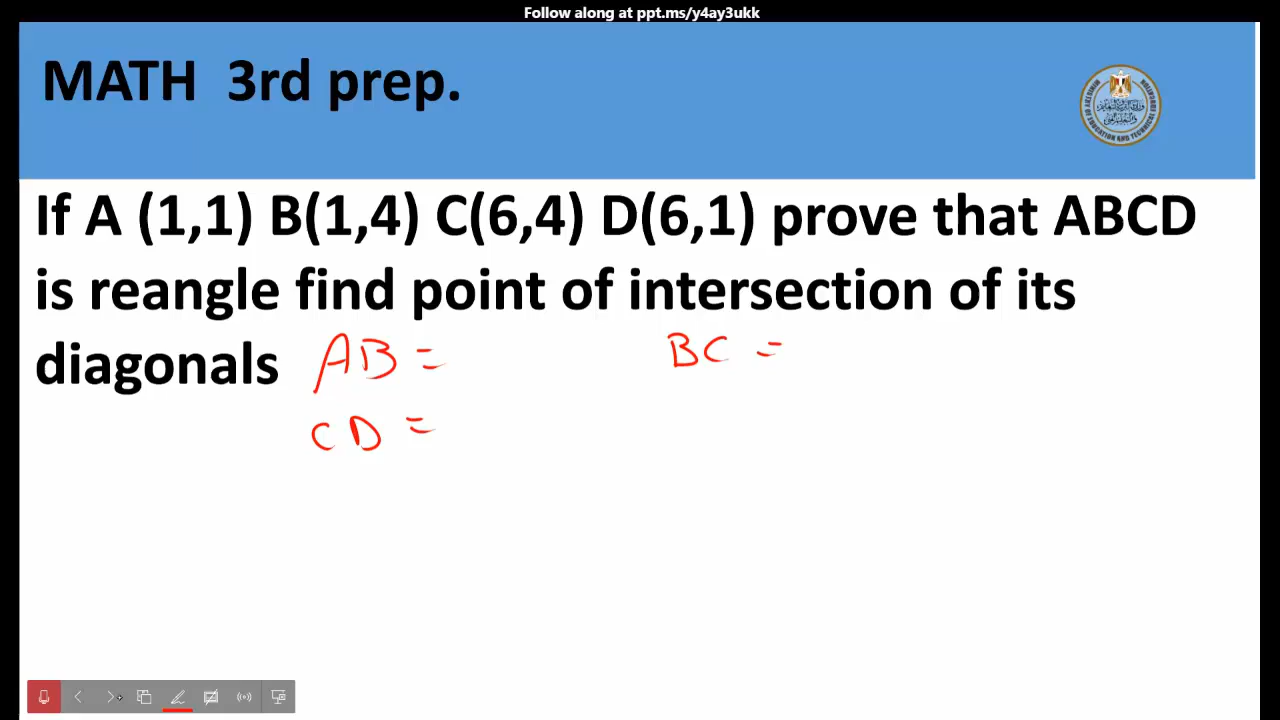 Follow along at ppt.ms/y4ay3ukk
MATH 3rd prep.
If A (1,1) B(1,4) C(6,4) D(6,1) prove that ABCD
is reangle find point of intersection of its
diagonals AB = BC =
CD =